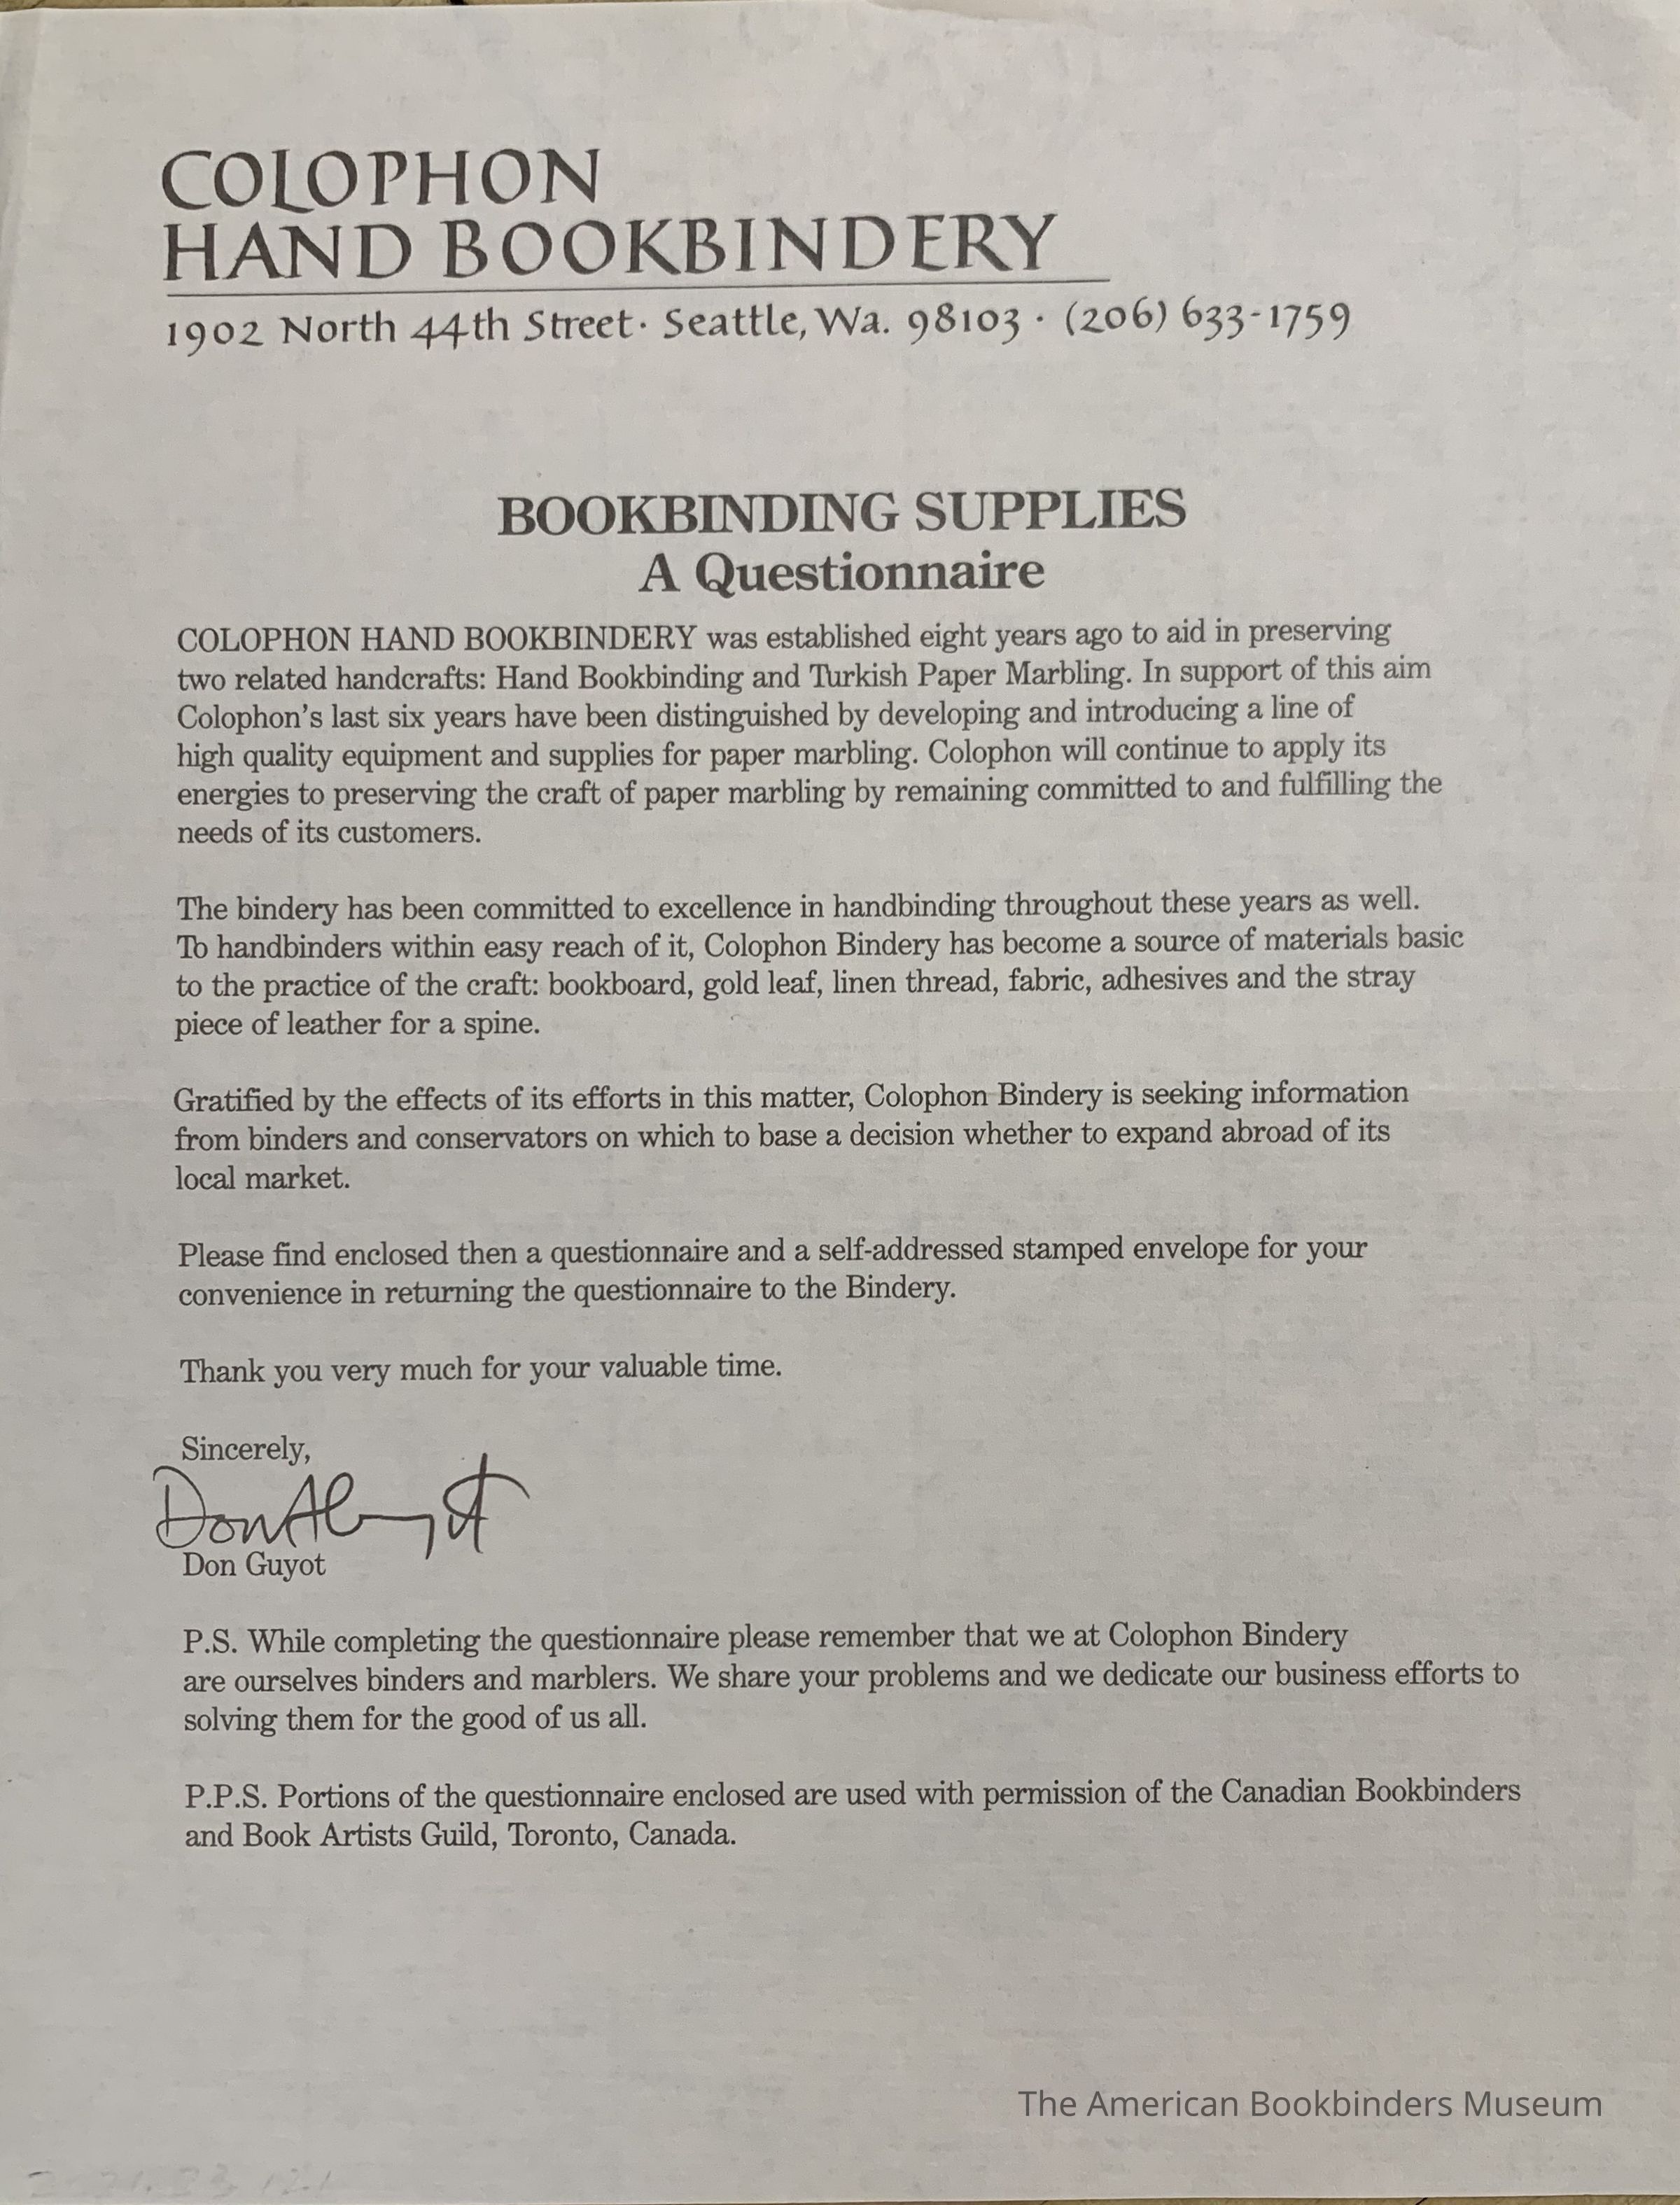 COLOPHON
HAND BOOKBINDERY
1902 North 44th Street · Seattle, Wa. 98103 · (206) 633-1759
BOOKBINDING SUPPLIES
A Questionnaire
COLOPHON HAND BOOKBINDERY was established eight years ago to aid in preserving
two related handcrafts: Hand Bookbinding and Turkish Paper Marbling. In support of this aim
Colophon's last six years have been distinguished by developing and introducing a line of
high quality equipment and supplies for paper marbling. Colophon will continue to apply its
energies to preserving the craft of paper marbling by remaining committed to and fulfilling the
needs of its customers.
The bindery has been committed to excellence in handbinding throughout these years as well.
To handbinders within easy reach of it, Colophon Bindery has become a source of materials basic
to the practice of the craft: bookboard, gold leaf, linen thread, fabric, adhesives and the stray
piece of leather for a spine.
Gratified by the effects of its efforts in this matter, Colophon Bindery is seeking information
from binders and conservators on which to base a decision whether to expand abroad of its
local market.
Please find enclosed then a questionnaire and a self-addressed stamped envelope for your
convenience in returning the questionnaire to the Bindery.
Thank you very much for your valuable time.
Sincerely,
Don Guyot
P.S. While completing the questionnaire please remember that we at Colophon Bindery
are ourselves binders and marblers. We share your problems and we dedicate our business efforts to
solving them for the good of us all.
P.P.S. Portions of the questionnaire enclosed are used with permission of the Canadian Bookbinders
and Book Artists Guild, Toronto, Canada.
The American Bookbinders Museum